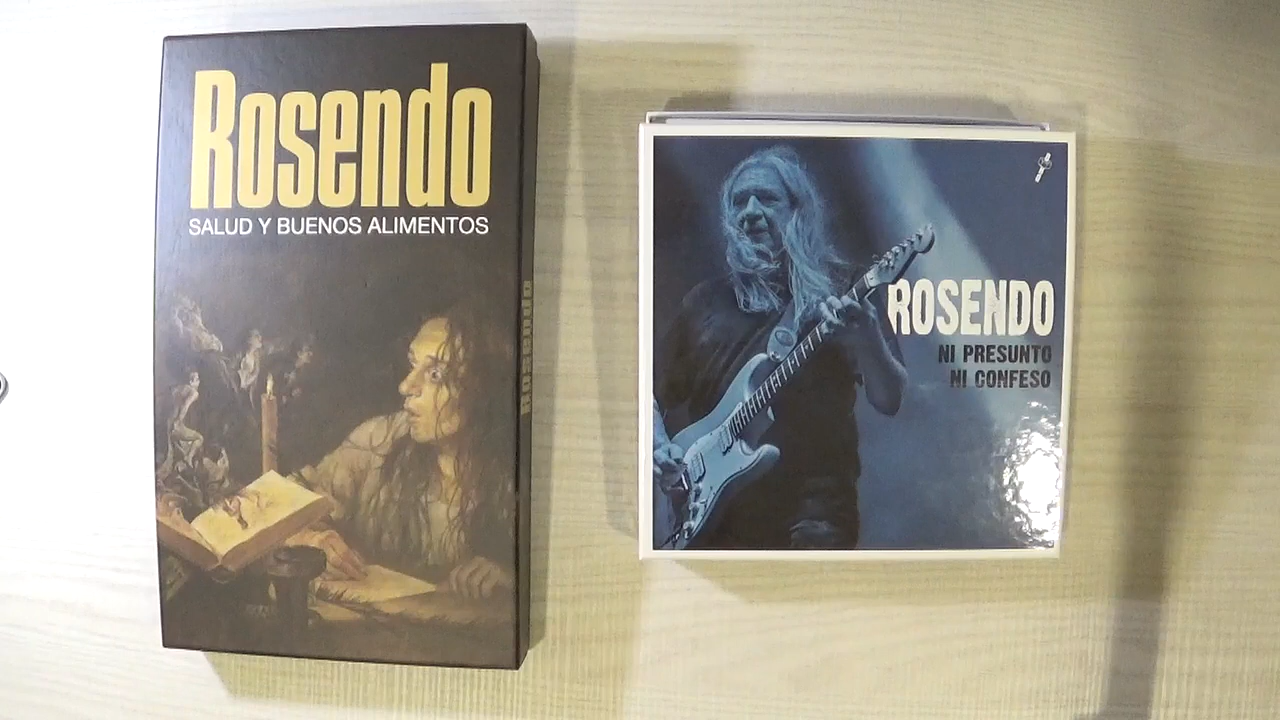 Rosendo
SALUD Y BUENOS ALIMENTOS
Rosendo
ROSENDO
NI PRESUNTO
NI CONFESO